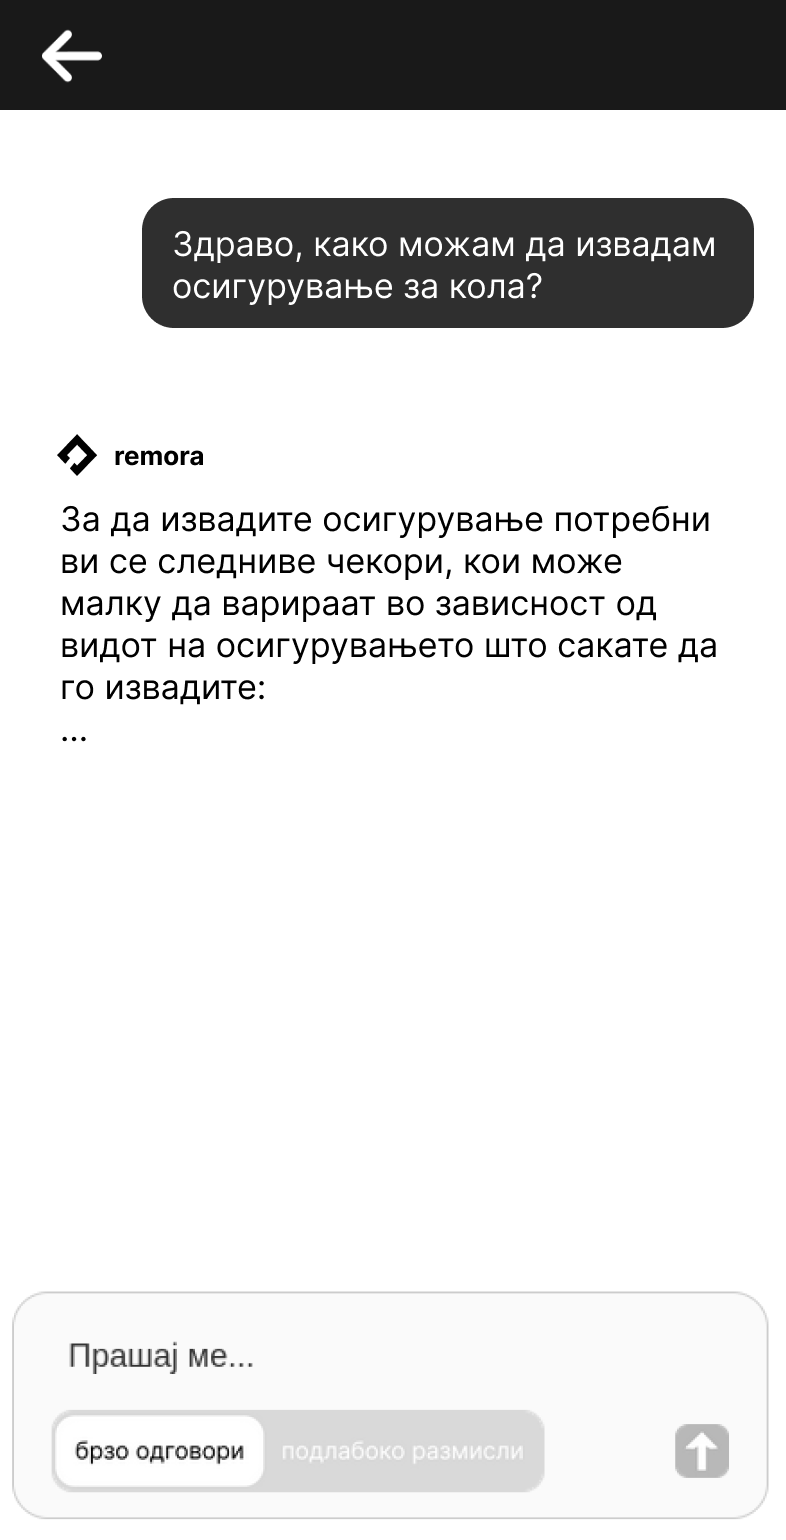 Здраво, како можам да извадам
осигурување за кола?
remora
За да извадите осигурување потребни
ви се следниве чекори, кои може
малку да варираат во зависност од
видот на осигурувањето што сакате да
го извадите:
...
Прашај ме...
брзо одговори
подлабоко размисли